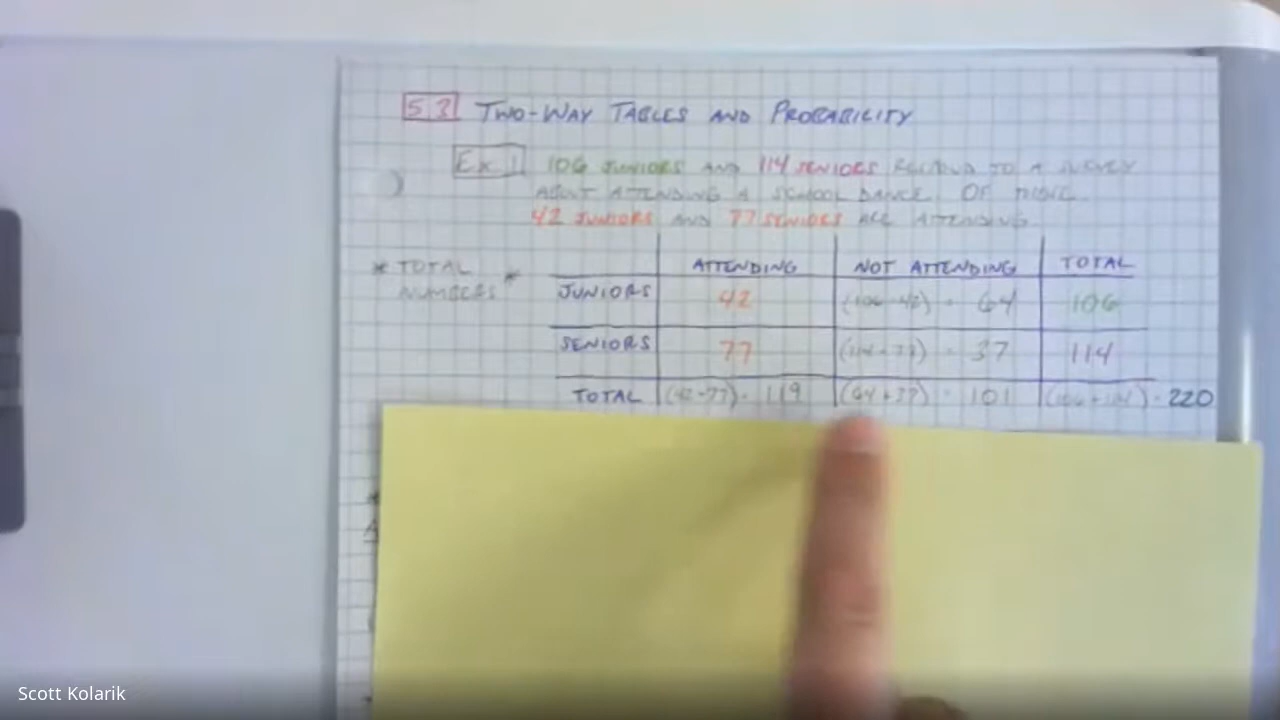 5.3 TWO-WAY TABLES AND PROBABILITY
Ex 1 106 JUNIORS AND 114 SENIORS RESPOND TO A SURVEY
ABOUT ATTENDING A SCHOOL DANCE. OF THOSE
42 JUNIORS AND 77 SENIORS ARE ATTENDING.
* TOTAL NUMBERS *
ATTENDING NOT ATTENDING TOTAL
JUNIORS 42 (106-42) = 64 106
SENIORS 77 (114-77) = 37 114
TOTAL (42+77) = 119 (64+37) = 101 = 220
Scott Kolarik